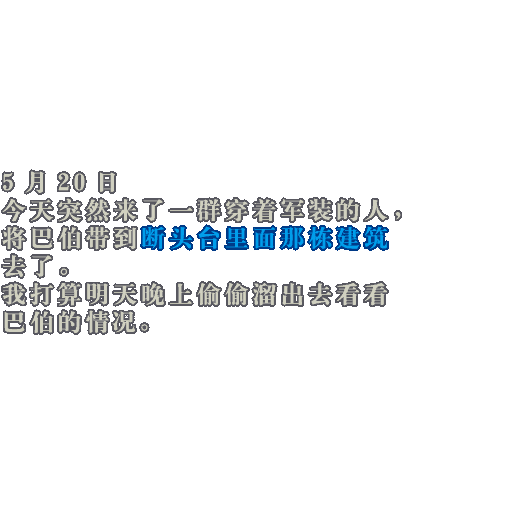 5 月 20 日
今天突然来了一群穿着军装的人，
将巴伯带到断头台里面那栋建筑
去了。
我打算明天晚上偷偷溜出去看看
巴伯的情况。